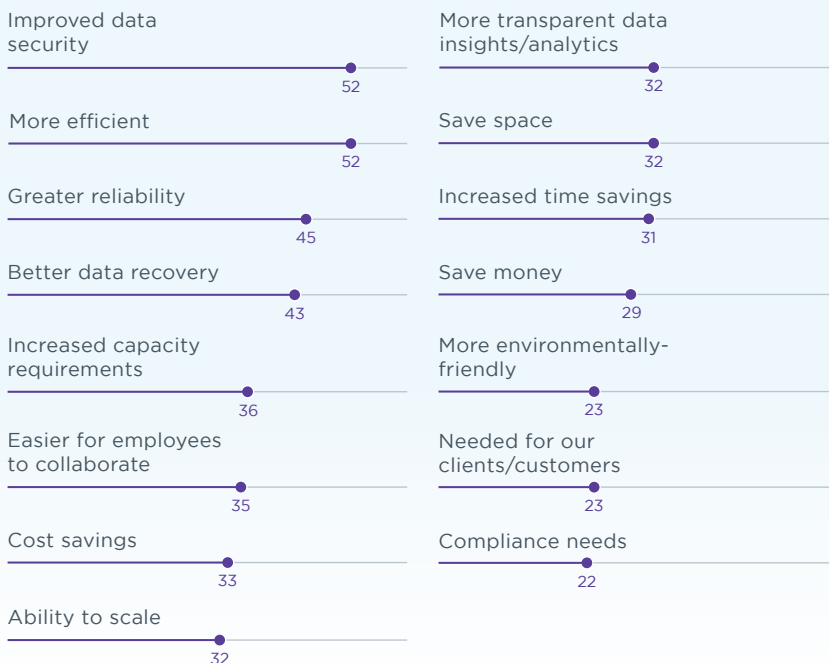 Improved data
security
52
More efficient
52
Greater reliability
45
Better data recovery
43
Increased capacity
requirements
36
Easier for employees
to collaborate
35
Cost savings
33
Ability to scale
32
More transparent data
insights/analytics
32
Save space
32
Increased time savings
31
Save money
29
More environmentally-
friendly
23
Needed for our
clients/customers
23
Compliance needs
22